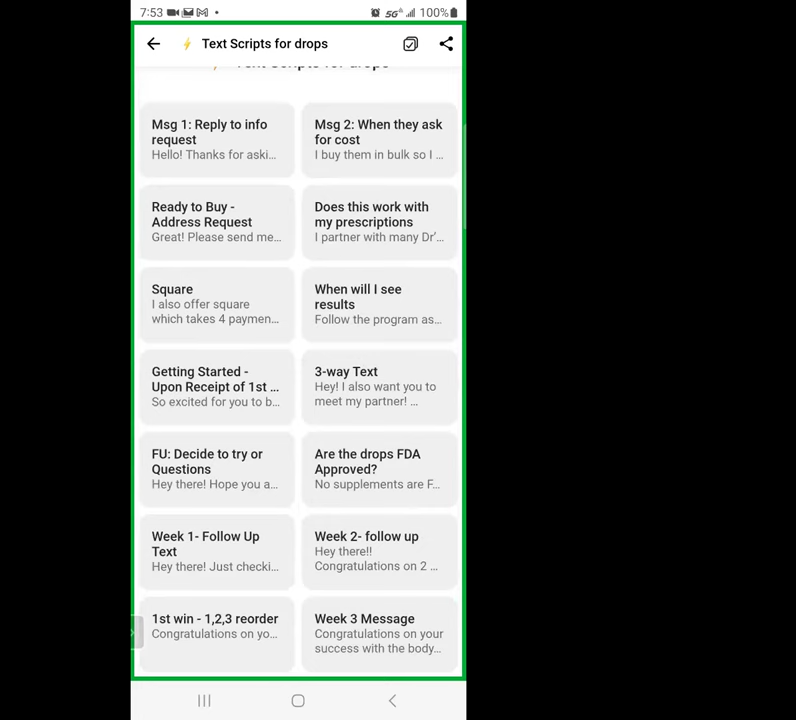 7:53
5G 100%
Text Scripts for drops
Text Scripts for drops
Msg 1: Reply to info
request
Hello! Thanks for aski...
Msg 2: When they ask
for cost
I buy them in bulk so I ...
Ready to Buy -
Address Request
Great! Please send me...
Does this work with
my prescriptions
I partner with many Dr'...
Square
I also offer square
which takes 4 paymen...
When will I see
results
Follow the program as...
Getting Started -
Upon Receipt of 1st ...
So excited for you to b...
3-way Text
Hey! I also want you to
meet my partner! ...
FU: Decide to try or
Questions
Hey there! Hope you a...
Are the drops FDA
Approved?
No supplements are F...
Week 1- Follow Up
Text
Hey there! Just checki...
Week 2- follow up
Hey there!!
Congratulations on 2 ...
1st win - 1,2,3 reorder
Congratulations on yo...
Week 3 Message
Congratulations on your
success with the body...